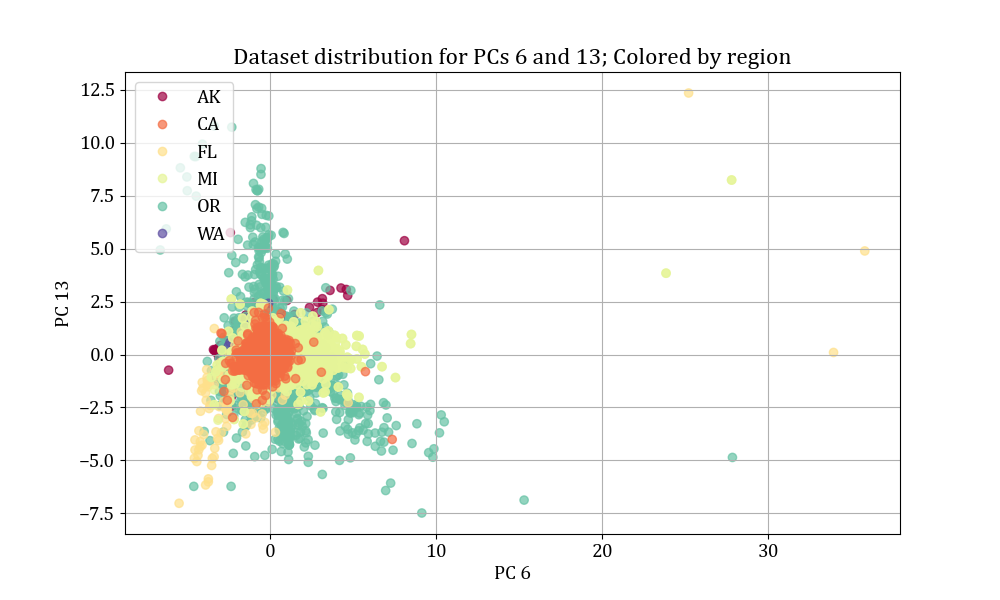 Dataset distribution for PCs 6 and 13; Colored by region
12.5
10.0
7.5
5.0
2.5
0.0
−2.5
−5.0
−7.5
PC 13
AK
CA
FL
MI
OR
WA
0
10
20
30
PC 6